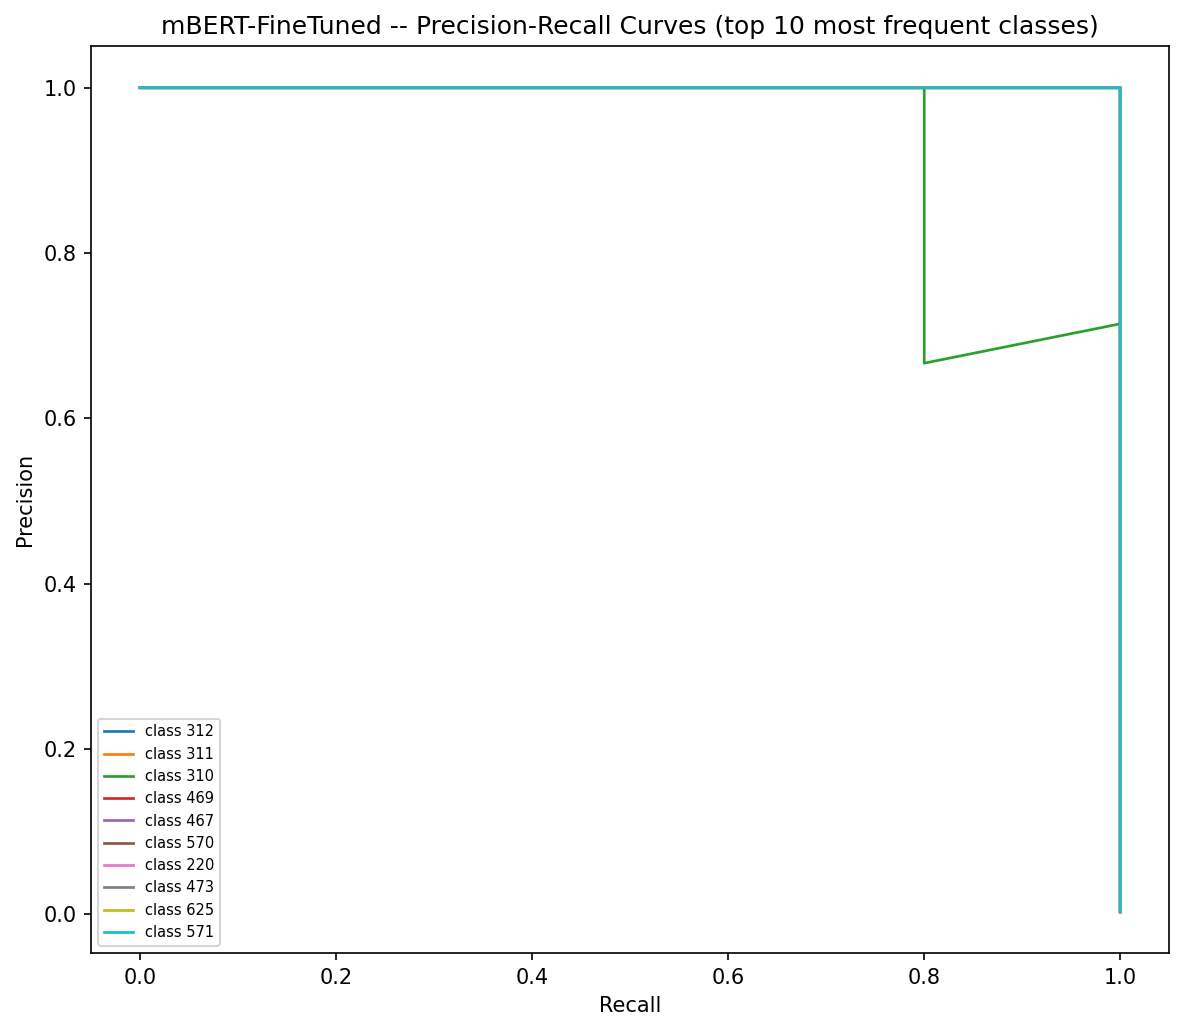 mBERT-FineTuned -- Precision-Recall Curves (top 10 most frequent classes)
1.0
0.8
0.6
0.4
0.2
0.0
Precision
class 312
class 311
class 310
class 469
class 467
class 570
class 220
class 473
class 625
class 571
0.0 0.2 0.4 0.6 0.8 1.0
Recall